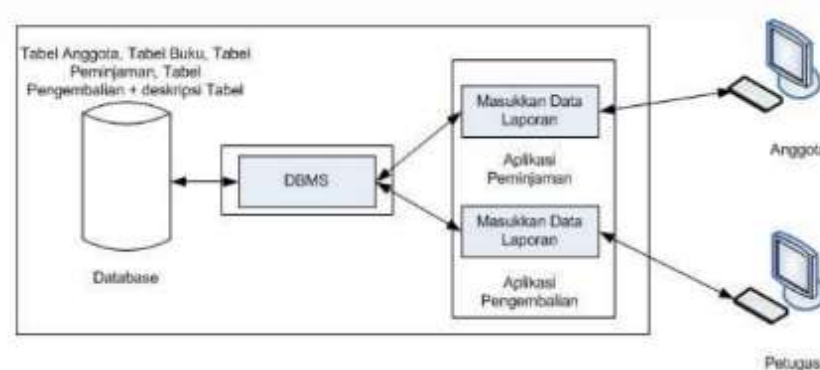 Tabel Anggota, Tabel Buku, Tabel
Peminjaman, Tabel
Pengembalian + deskripsi Tabel
Database
DBMS
Masukkan Data
Laporan
Aplikasi
Peminjaman
Masukkan Data
Laporan
Aplikasi
Pengembalian
Anggota
Petugas